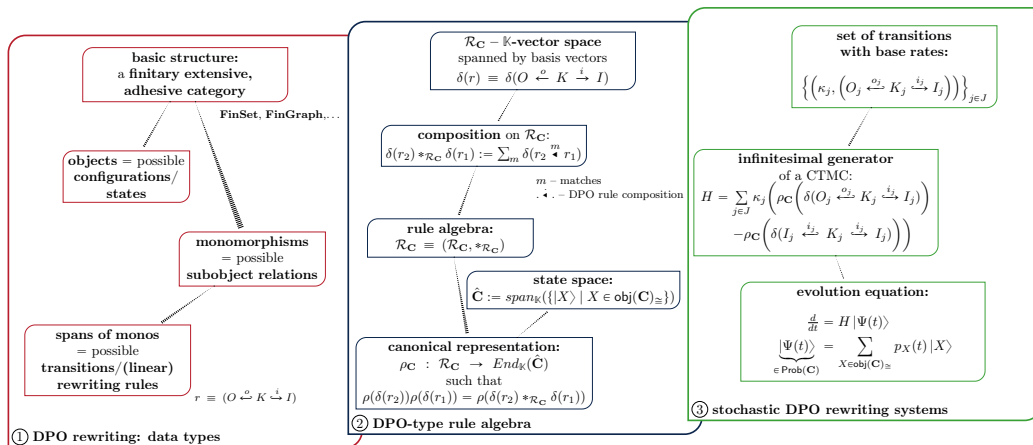 basic structure:
a finitary extensive,
adhesive category
FinSet, FinGraph,...
objects = possible
configurations/
states
monomorphisms
= possible
subobject relations
spans of monos
= possible
transitions/(linear)
rewriting rules
r ≡ (O ↩ᵒ K ↪ⁱ I)
① DPO rewriting: data types
𝓡_C − 𝕂-vector space
spanned by basis vectors
δ(r) ≡ δ(O ←ᵒ K →ⁱ I)
composition on 𝓡_C:
δ(r₂) *_{𝓡_C} δ(r₁) := ∑_m δ(r₂ ◄^m r₁)
m – matches
. ◄ . – DPO rule composition
rule algebra:
𝓡_C ≡ (𝓡_C, *_{𝓡_C})
state space:
Ĉ := span_𝕂({|X⟩ | X ∈ obj(C)_≅})
canonical representation:
ρ_C : 𝓡_C → End_𝕂(Ĉ)
such that
ρ(δ(r₂))ρ(δ(r₁)) = ρ(δ(r₂) *_{𝓡_C} δ(r₁))
② DPO-type rule algebra
set of transitions
with base rates:
{(κ_j, (O_j ↩^{o_j} K_j ↪^{i_j} I_j))}_{j∈J}
infinitesimal generator
of a CTMC:
H = ∑_{j∈J} κ_j(ρ_C(δ(O_j ↩^{o_j} K_j ↪^{i_j} I_j))
−ρ_C(δ(I_j ↩^{i_j} K_j ↪^{i_j} I_j)))
evolution equation:
d/dt = H |Ψ(t)⟩
|Ψ(t)⟩ = ∑_{X∈obj(C)_≅} p_X(t) |X⟩
∈ Prob(C)
③ stochastic DPO rewriting systems